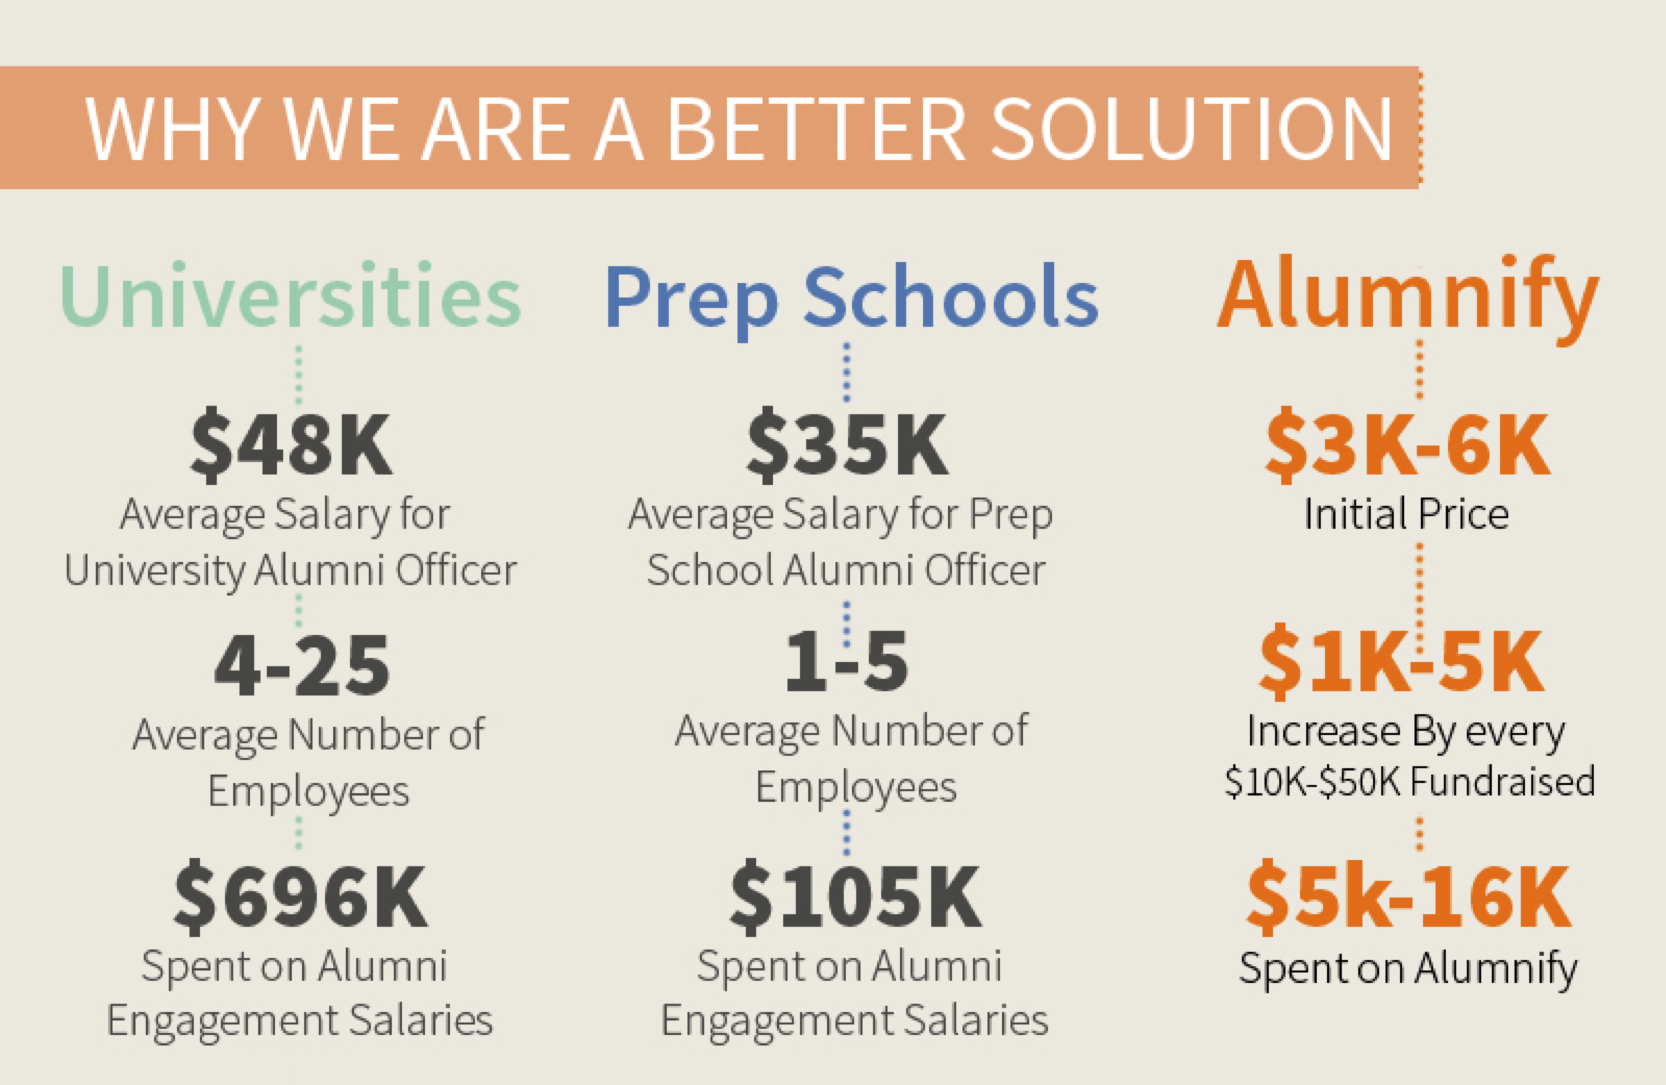 WHY WE ARE A BETTER SOLUTION
Universities
$48K
Average Salary for
University Alumni Officer
4-25
Average Number of
Employees
$696K
Spent on Alumni
Engagement Salaries
Prep Schools
$35K
Average Salary for Prep
School Alumni Officer
1-5
Average Number of
Employees
$105K
Spent on Alumni
Engagement Salaries
Alumnify
$3K-6K
Initial Price
$1K-5K
Increase By every
$10K-$50K Fundraised
$5k-16K
Spent on Alumnify